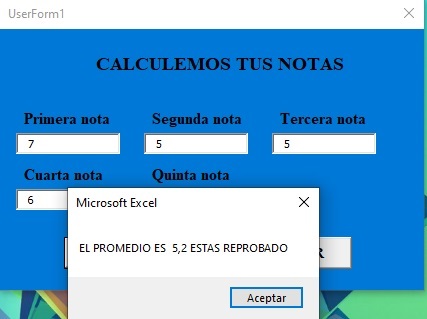 UserForm1
CALCULEMOS TUS NOTAS
Primera nota Segunda nota Tercera nota
7 5 5
Cuarta nota Quinta nota
6
Microsoft Excel
EL PROMEDIO ES 5,2 ESTAS REPROBADO
Aceptar